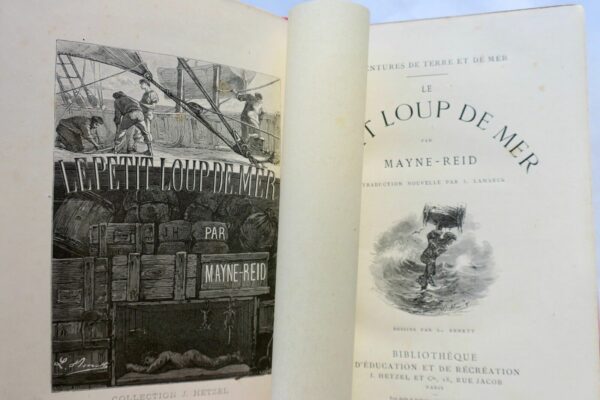 LE PETIT LOUP DE MER
PAR
MAYNE-REID
COLLECTION J. HETZEL
ENTURES DE TERRE ET DE MER
LE
T LOUP DE MER
PAR
MAYNE-REID
TRADUCTION NOUVELLE PAR S. LAMARCK
DESSINS PAR L. BENETT
BIBLIOTHÈQUE
D'ÉDUCATION ET DE RÉCRÉATION
J. HETZEL ET Cie, 18, RUE JACOB
PARIS